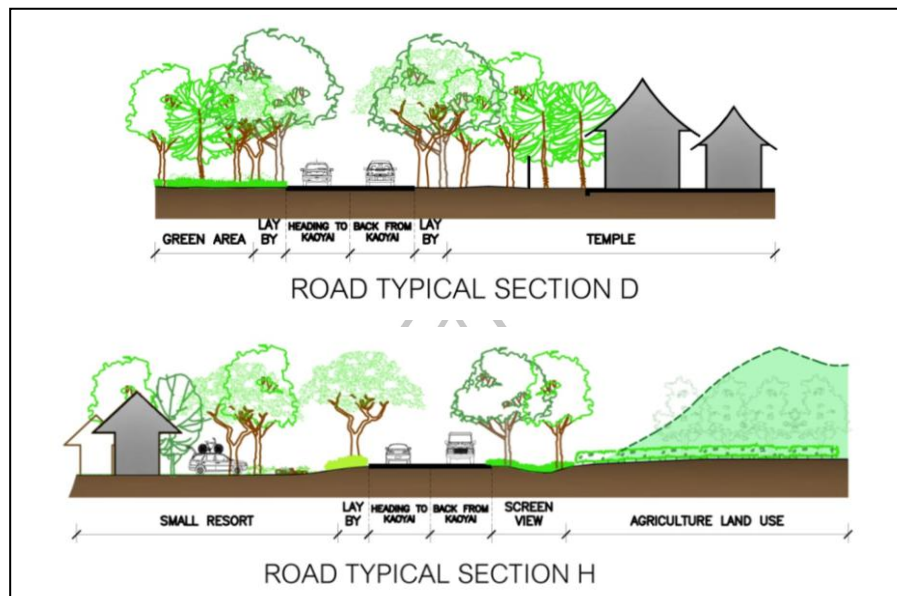 GREEN AREA
LAY
BY
HEADING TO
KAOYAI
BACK FROM
KAOYAI
LAY
BY
TEMPLE
ROAD TYPICAL SECTION D
SMALL RESORT
LAY
BY
HEADING TO
KAOYAI
BACK FROM
KAOYAI
SCREEN
VIEW
AGRICULTURE LAND USE
ROAD TYPICAL SECTION H